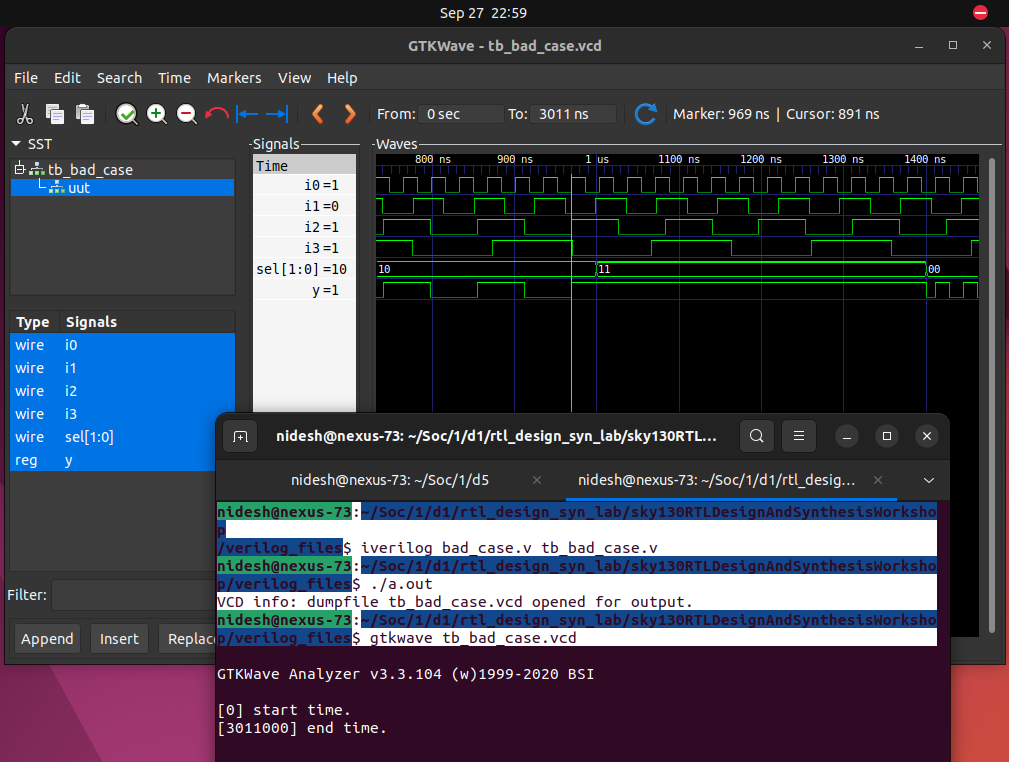 Sep 27 22:59
GTKWave - tb_bad_case.vcd
File Edit Search Time Markers View Help
From: 0 sec To: 3011 ns Marker: 969 ns | Cursor: 891 ns
SST
tb_bad_case
uut
Type Signals
wire i0
wire i1
wire i2
wire i3
wire sel[1:0]
reg y
Filter:
Append Insert Replac
Signals
Time
i0=1
i1=0
i2=1
i3=1
sel[1:0]=10
y=1
Waves
800 ns 900 ns 1 us 1100 ns 1200 ns 1300 ns 1400 ns
10 11 00
nidesh@nexus-73: ~/Soc/1/d1/rtl_design_syn_lab/sky130RTL...
nidesh@nexus-73: ~/Soc/1/d5 × nidesh@nexus-73: ~/Soc/1/d1/rtl_desig... ×
nidesh@nexus-73:~/Soc/1/d1/rtl_design_syn_lab/sky130RTLDesignAndSynthesisWorksho
p
/verilog_files$ iverilog bad_case.v tb_bad_case.v
nidesh@nexus-73:~/Soc/1/d1/rtl_design_syn_lab/sky130RTLDesignAndSynthesisWorksho
p/verilog_files$ ./a.out
VCD info: dumpfile tb_bad_case.vcd opened for output.
nidesh@nexus-73:~/Soc/1/d1/rtl_design_syn_lab/sky130RTLDesignAndSynthesisWorksho
p/verilog_files$ gtkwave tb_bad_case.vcd
GTKWave Analyzer v3.3.104 (w)1999-2020 BSI
[0] start time.
[3011000] end time.